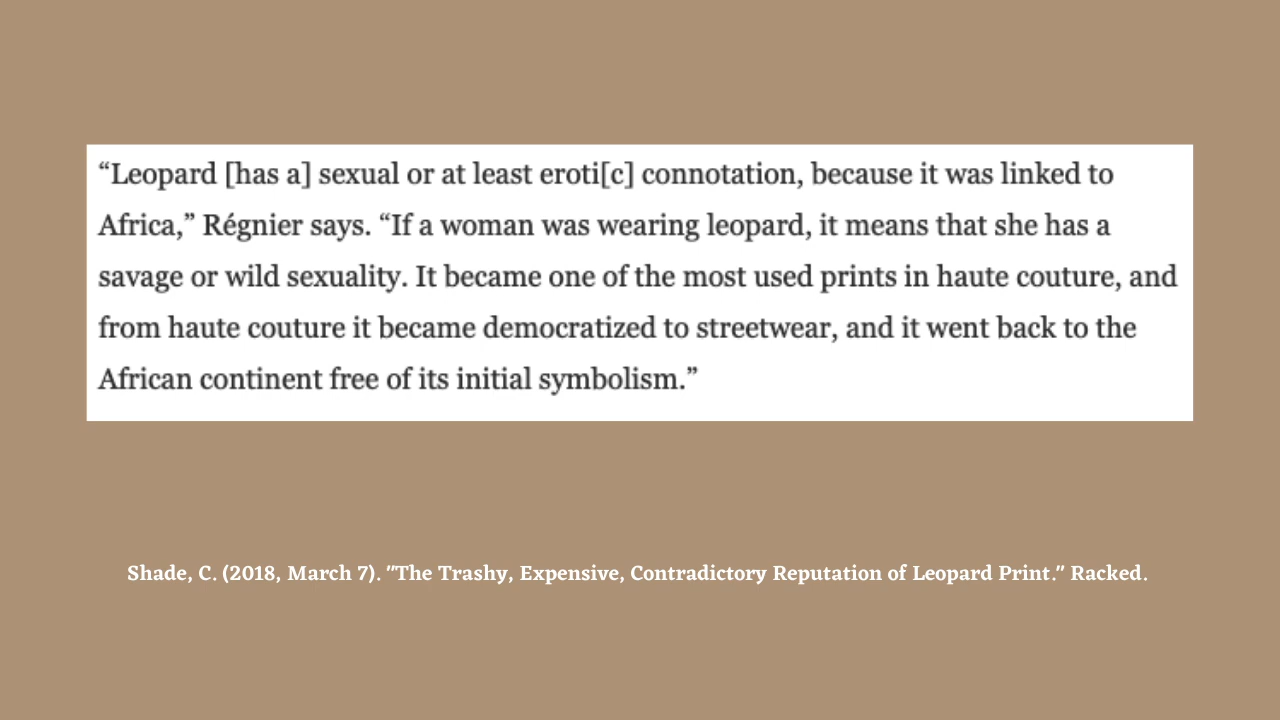 “Leopard [has a] sexual or at least eroti[c] connotation, because it was linked to
Africa,” Régnier says. “If a woman was wearing leopard, it means that she has a
savage or wild sexuality. It became one of the most used prints in haute couture, and
from haute couture it became democratized to streetwear, and it went back to the
African continent free of its initial symbolism.”
Shade, C. (2018, March 7). "The Trashy, Expensive, Contradictory Reputation of Leopard Print." Racked.